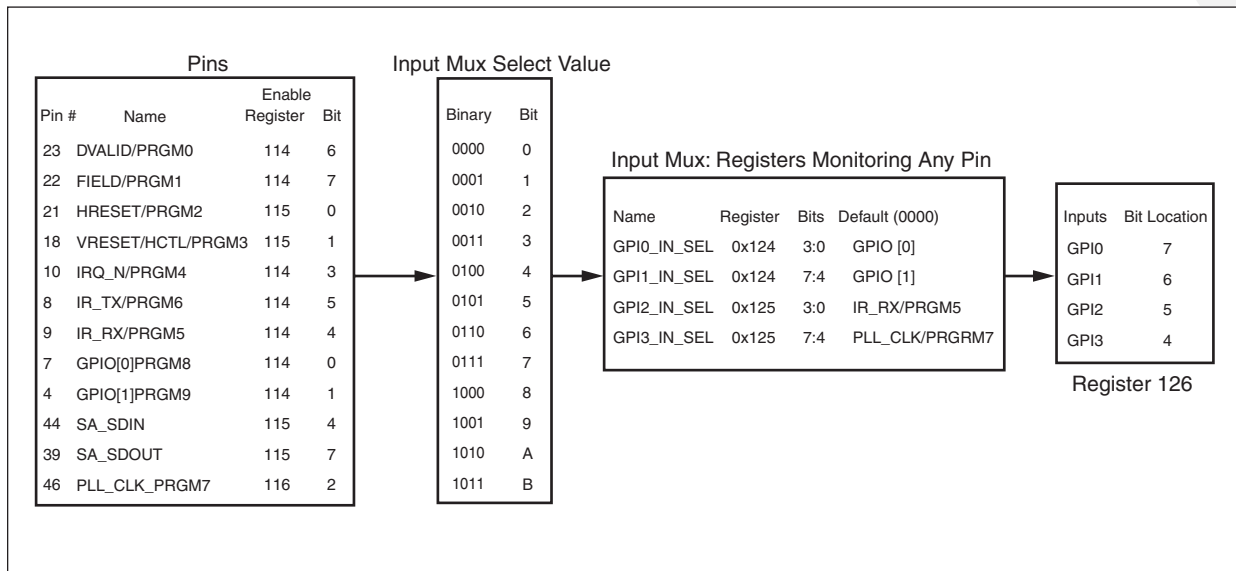 Pins
Enable
Pin # Name Register Bit
23 DVALID/PRGM0 114 6
22 FIELD/PRGM1 114 7
21 HRESET/PRGM2 115 0
18 VRESET/HCTL/PRGM3 115 1
10 IRQ_N/PRGM4 114 3
8 IR_TX/PRGM6 114 5
9 IR_RX/PRGM5 114 4
7 GPIO[0]PRGM8 114 0
4 GPIO[1]PRGM9 114 1
44 SA_SDIN 115 4
39 SA_SDOUT 115 7
46 PLL_CLK_PRGM7 116 2
Input Mux Select Value
Binary Bit
0000 0
0001 1
0010 2
0011 3
0100 4
0101 5
0110 6
0111 7
1000 8
1001 9
1010 A
1011 B
Input Mux: Registers Monitoring Any Pin
Name Register Bits Default (0000)
GPI0_IN_SEL 0x124 3:0 GPIO [0]
GPI1_IN_SEL 0x124 7:4 GPIO [1]
GPI2_IN_SEL 0x125 3:0 IR_RX/PRGM5
GPI3_IN_SEL 0x125 7:4 PLL_CLK/PRGRM7
Inputs Bit Location
GPI0 7
GPI1 6
GPI2 5
GPI3 4
Register 126